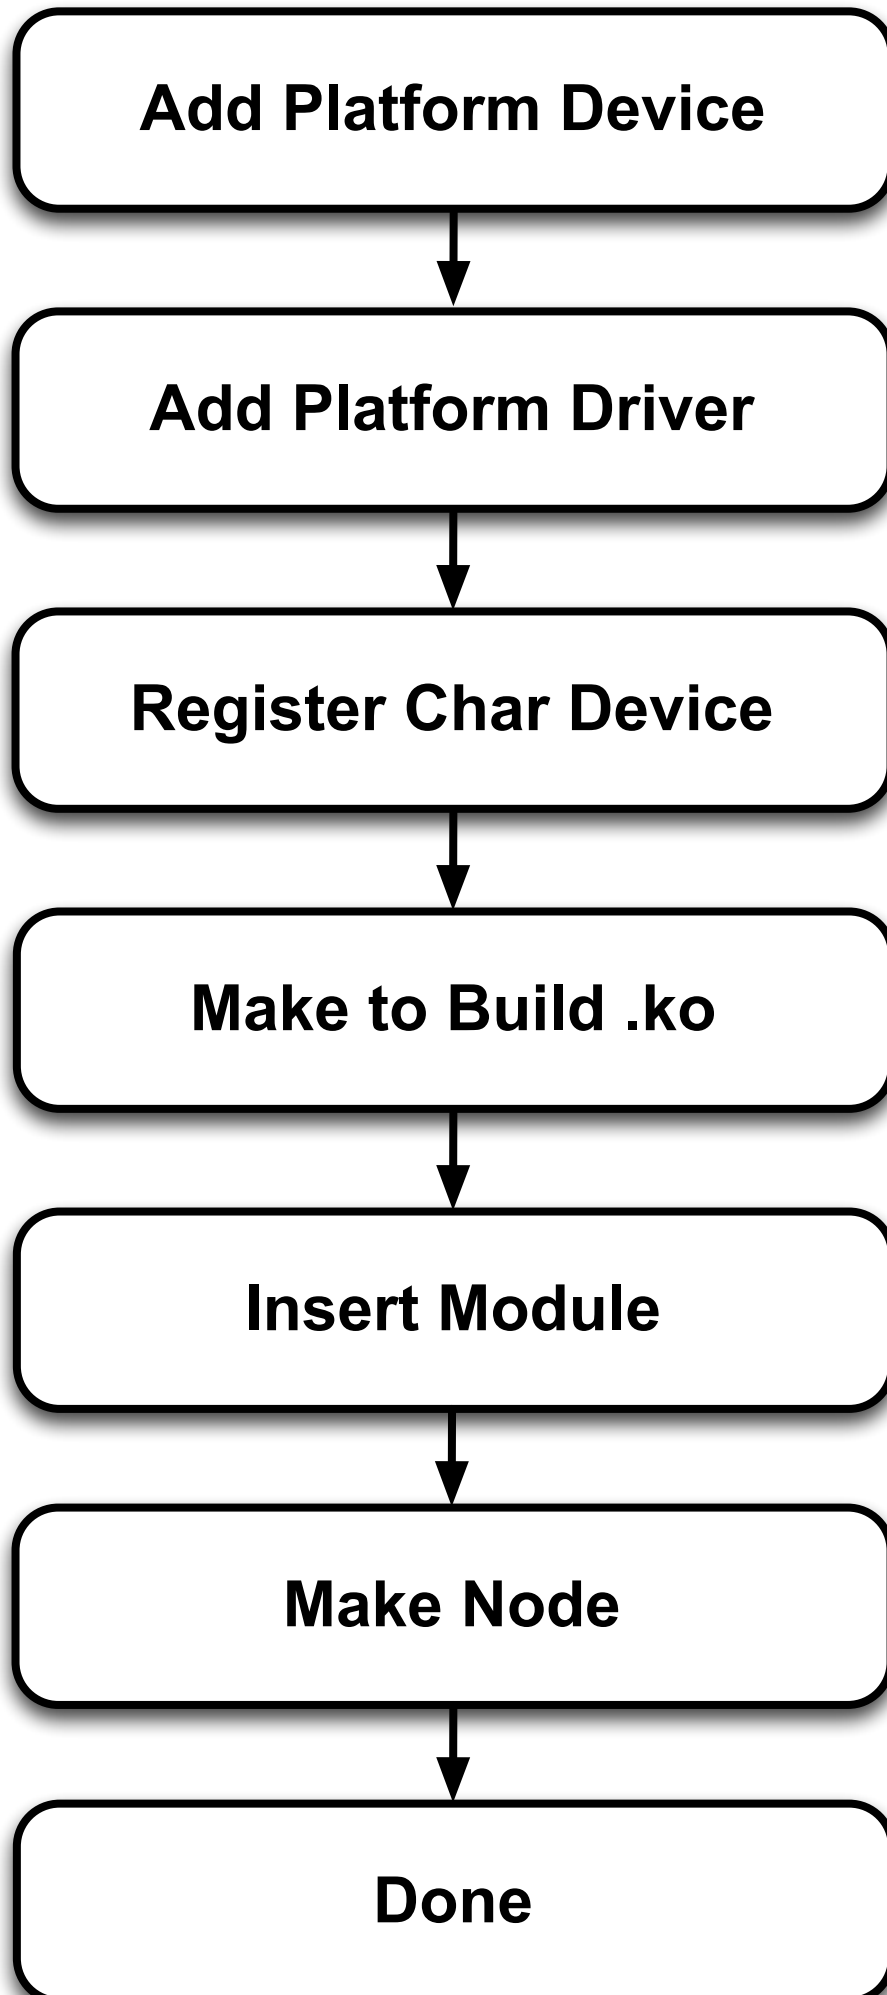 Add Platform Device
Add Platform Driver
Register Char Device
Make to Build .ko
Insert Module
Make Node
Done